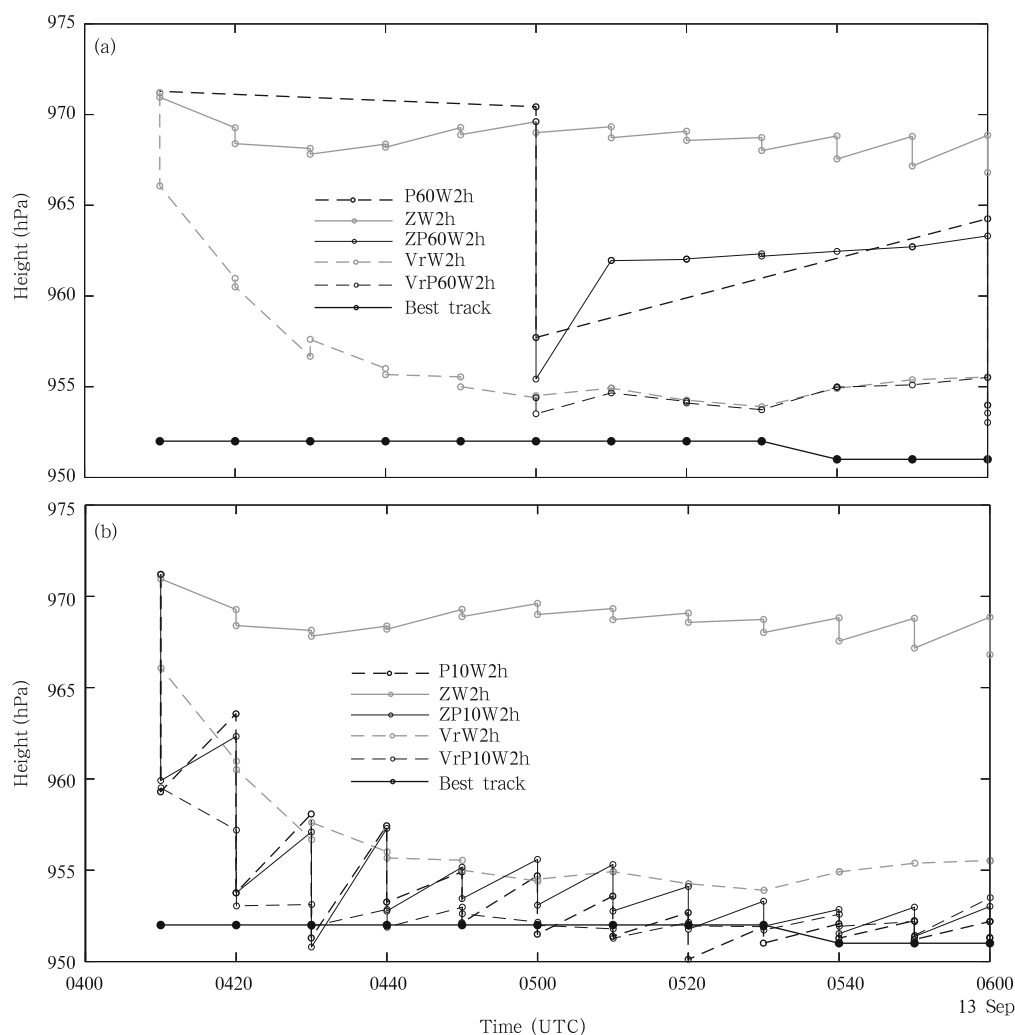 975
(a)
970
965
960
955
950
Height (hPa)
P60W2h
ZW2h
ZP60W2h
VrW2h
VrP60W2h
Best track
975
(b)
970
965
960
955
950
Height (hPa)
P10W2h
ZW2h
ZP10W2h
VrW2h
VrP10W2h
Best track
0400 0420 0440 0500 0520 0540 0600
13 Sep
Time (UTC)